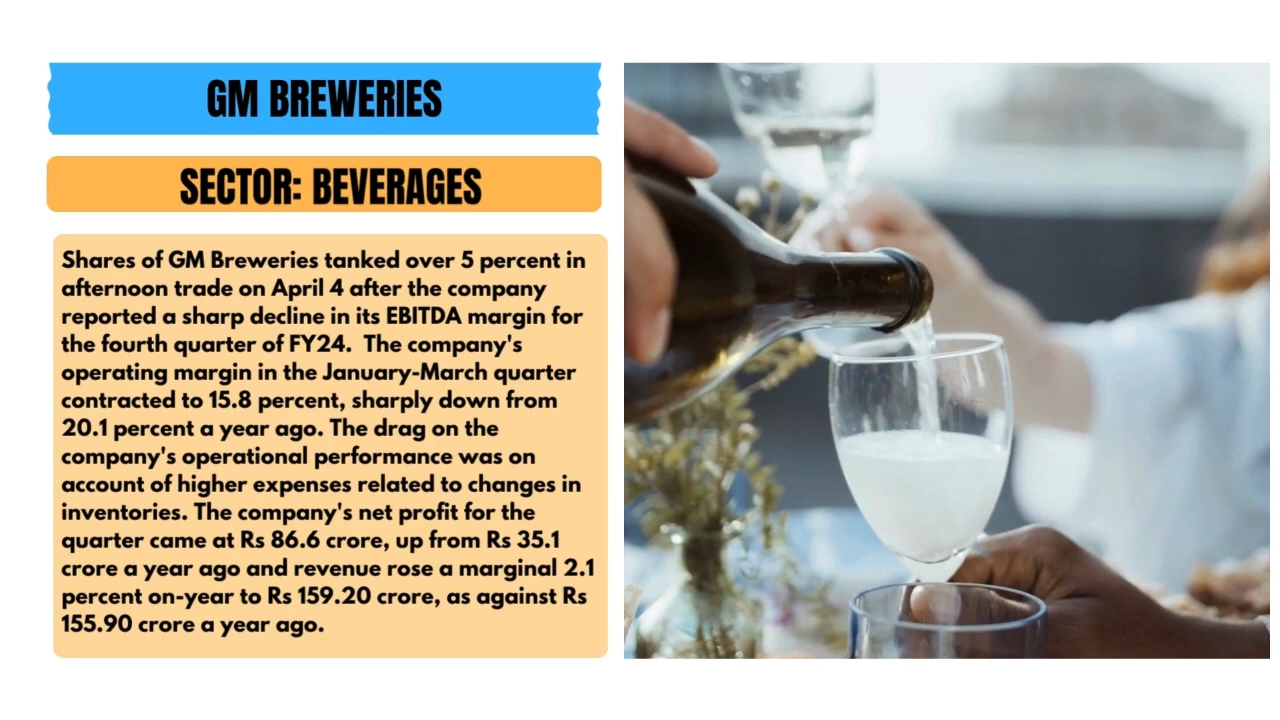 GM BREWERIES
SECTOR: BEVERAGES
Shares of GM Breweries tanked over 5 percent in
afternoon trade on April 4 after the company
reported a sharp decline in its EBITDA margin for
the fourth quarter of FY24.  The company's
operating margin in the January-March quarter
contracted to 15.8 percent, sharply down from
20.1 percent a year ago. The drag on the
company's operational performance was on
account of higher expenses related to changes in
inventories. The company's net profit for the
quarter came at Rs 86.6 crore, up from Rs 35.1
crore a year ago and revenue rose a marginal 2.1
percent on-year to Rs 159.20 crore, as against Rs
155.90 crore a year ago.